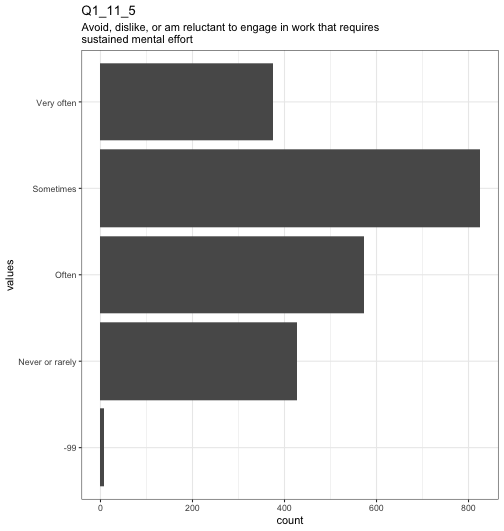 Q1_11_5
Avoid, dislike, or am reluctant to engage in work that requires
sustained mental effort
Very often
Sometimes
Often
Never or rarely
-99
values
0 200 400 600 800
count